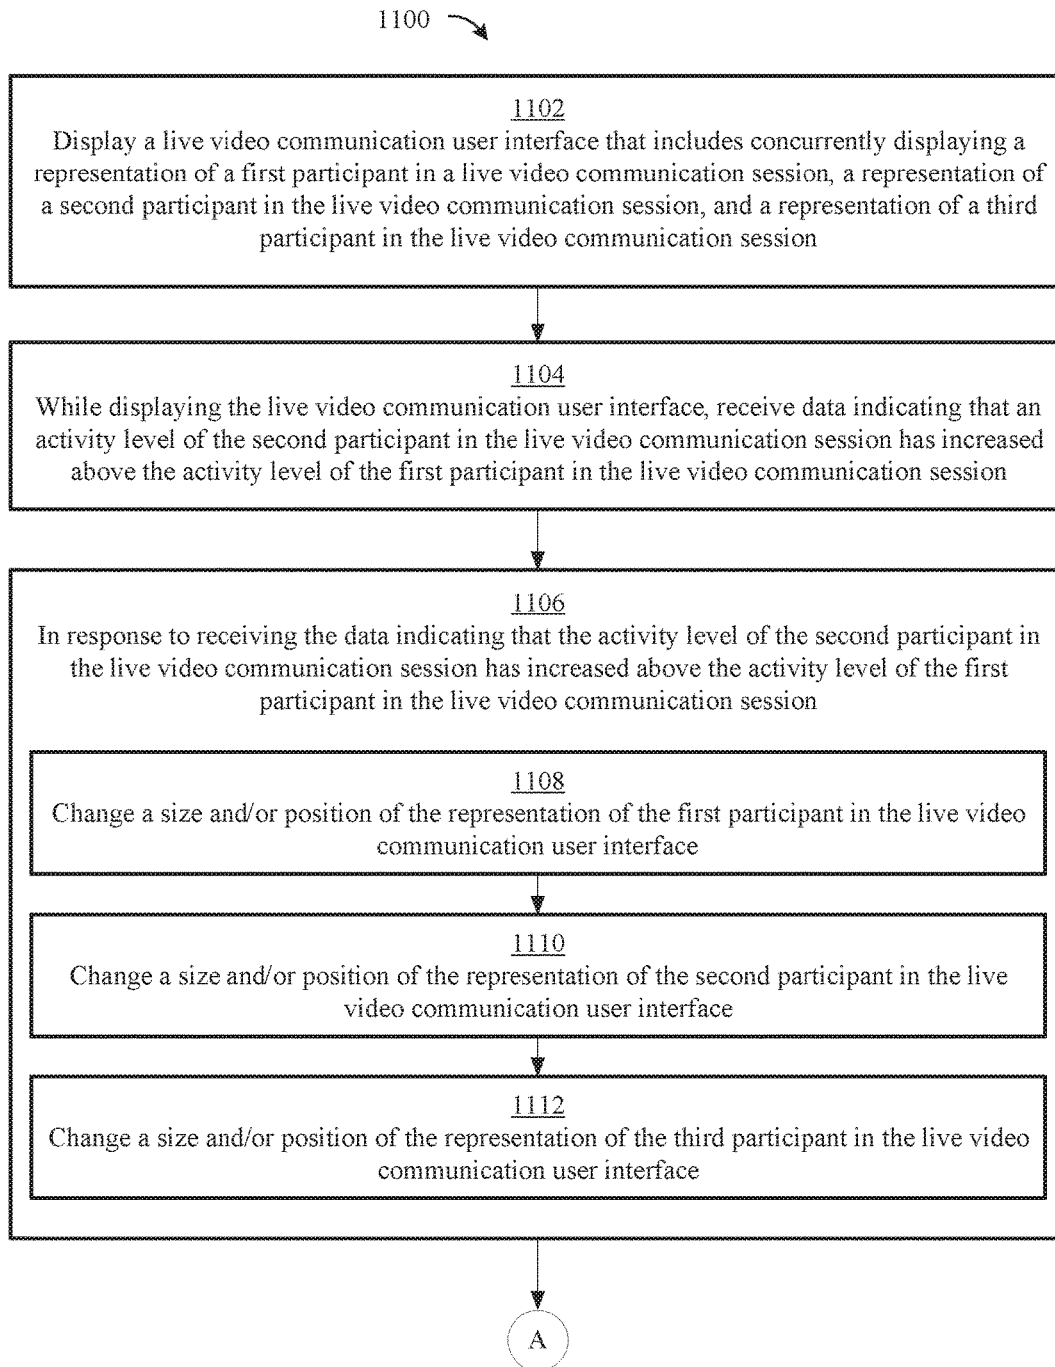 1100
1102
Display a live video communication user interface that includes concurrently displaying a
representation of a first participant in a live video communication session, a representation of
a second participant in the live video communication session, and a representation of a third
participant in the live video communication session
1104
While displaying the live video communication user interface, receive data indicating that an
activity level of the second participant in the live video communication session has increased
above the activity level of the first participant in the live video communication session
1106
In response to receiving the data indicating that the activity level of the second participant in
the live video communication session has increased above the activity level of the first
participant in the live video communication session
1108
Change a size and/or position of the representation of the first participant in the live video
communication user interface
1110
Change a size and/or position of the representation of the second participant in the live
video communication user interface
1112
Change a size and/or position of the representation of the third participant in the live video
communication user interface
A